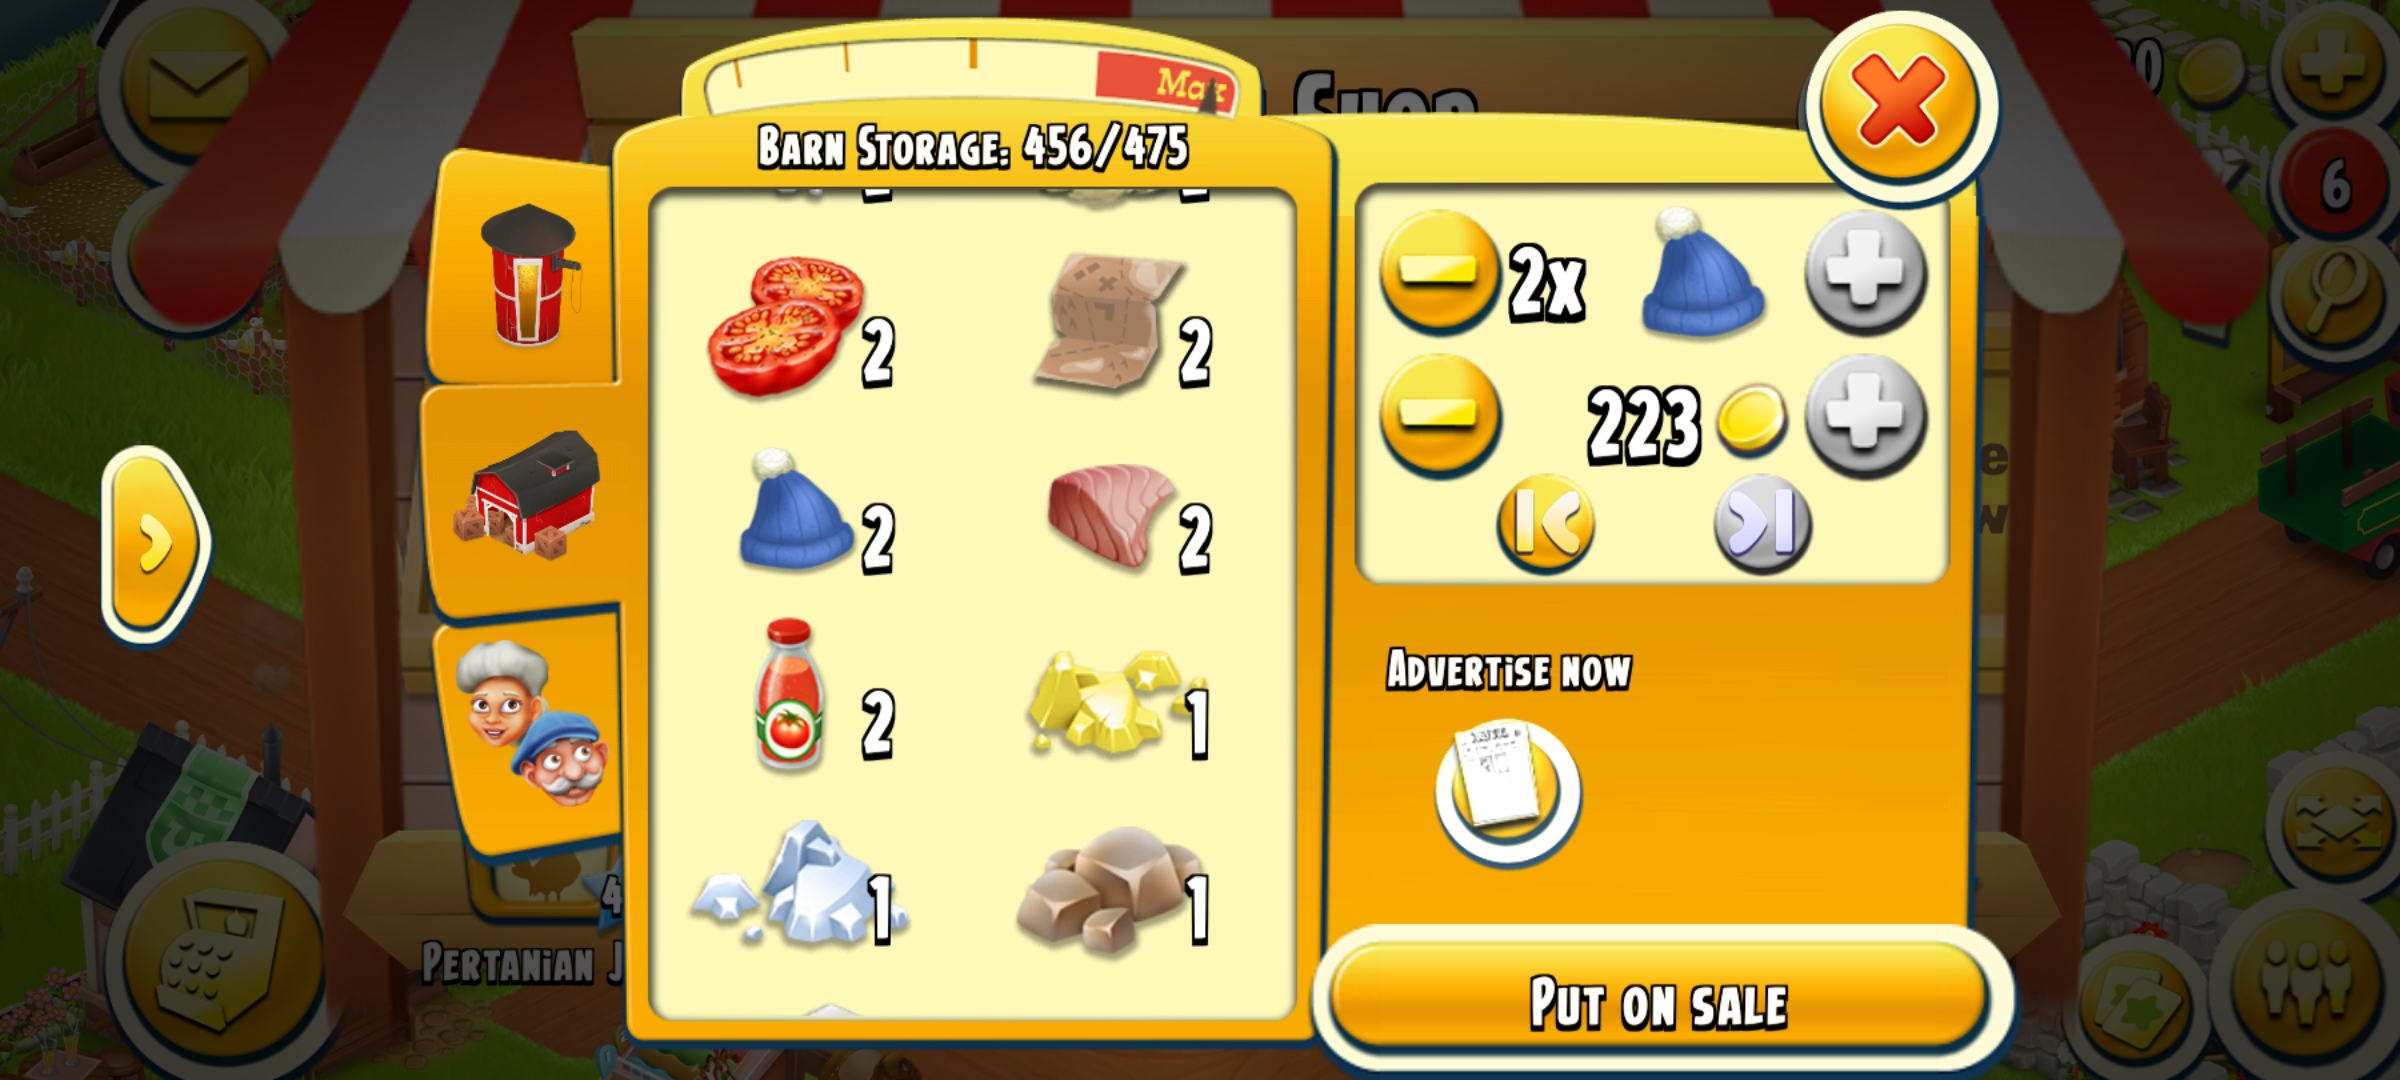 Max
Shop
BARN STORAGE: 456/475
6
2x
2
2
223
2
2
2
1
ADVERTISE NOW
1
1
PERTANIAN J
PUT ON SALE